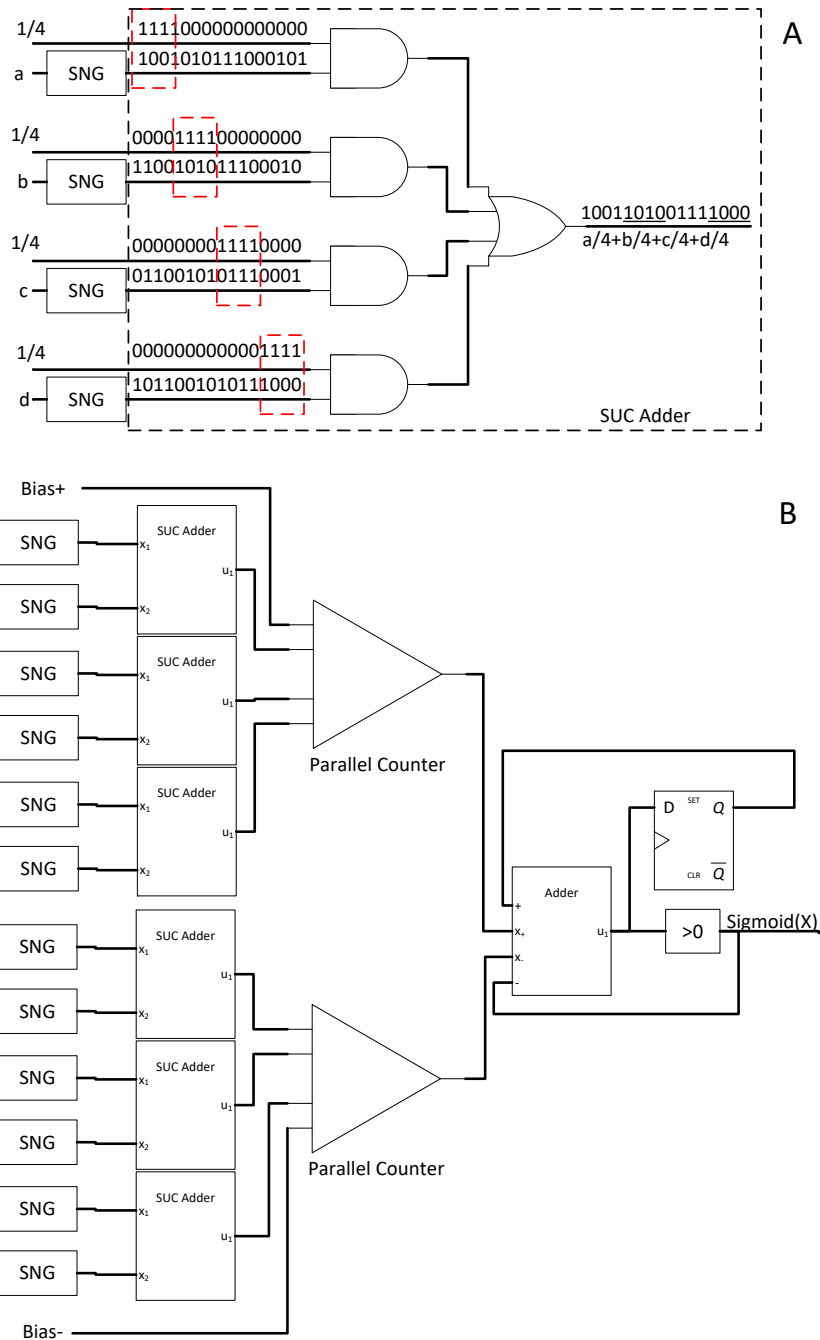 A
1/4 1111000000000000
a SNG 1001010111000101
1/4 0000111100000000
b SNG 1100101011100010
1001101001111000
a/4+b/4+c/4+d/4
1/4 0000000011110000
c SNG 0110010101110001
1/4 0000000000001111
d SNG 1011001010111000
SUC Adder
B
Bias+
SUC Adder
SNG x1
u1
SNG x2
SUC Adder
SNG x1
u1
SNG x2
Parallel Counter
SUC Adder
SNG x1
u1
SNG x2
D SET Q
CLR Q
Adder
+
x+ u1 >0 Sigmoid(X)
x-
-
SUC Adder
SNG x1
u1
SNG x2
SUC Adder
SNG x1
u1
SNG x2
Parallel Counter
SUC Adder
SNG x1
u1
SNG x2
Bias-